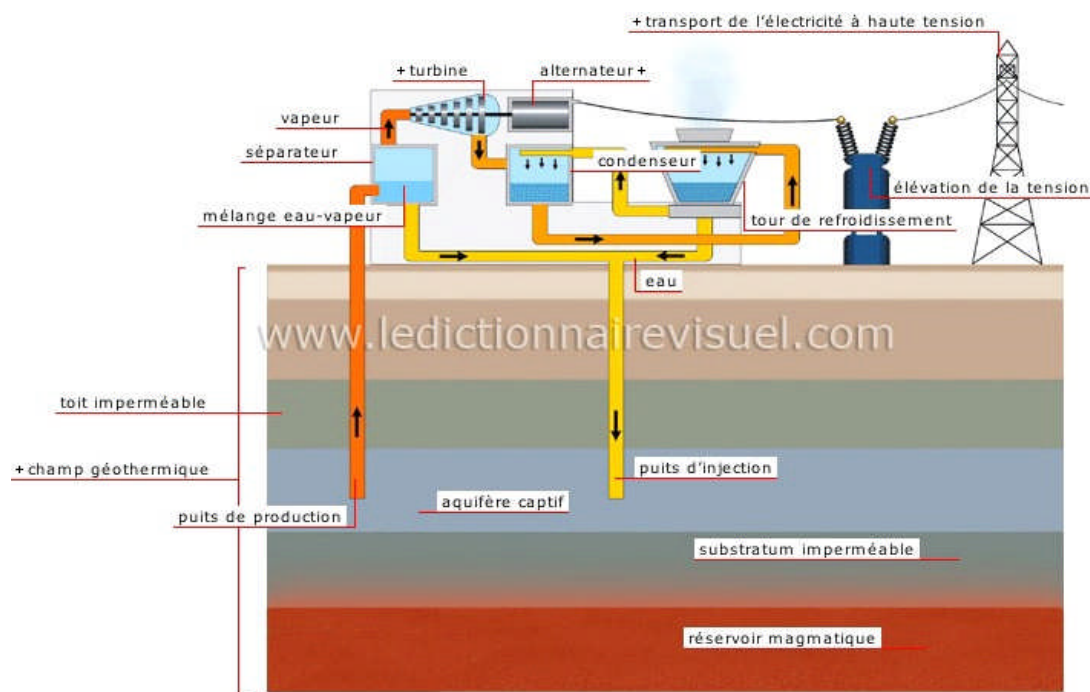 + transport de l'électricité à haute tension
+ turbine
alternateur +
vapeur
séparateur
condenseur
élévation de la tension
mélange eau-vapeur
tour de refroidissement
eau
www.ledictionnairevisuel.com
toit imperméable
+ champ géothermique
puits d'injection
aquifère captif
puits de production
substratum imperméable
réservoir magmatique